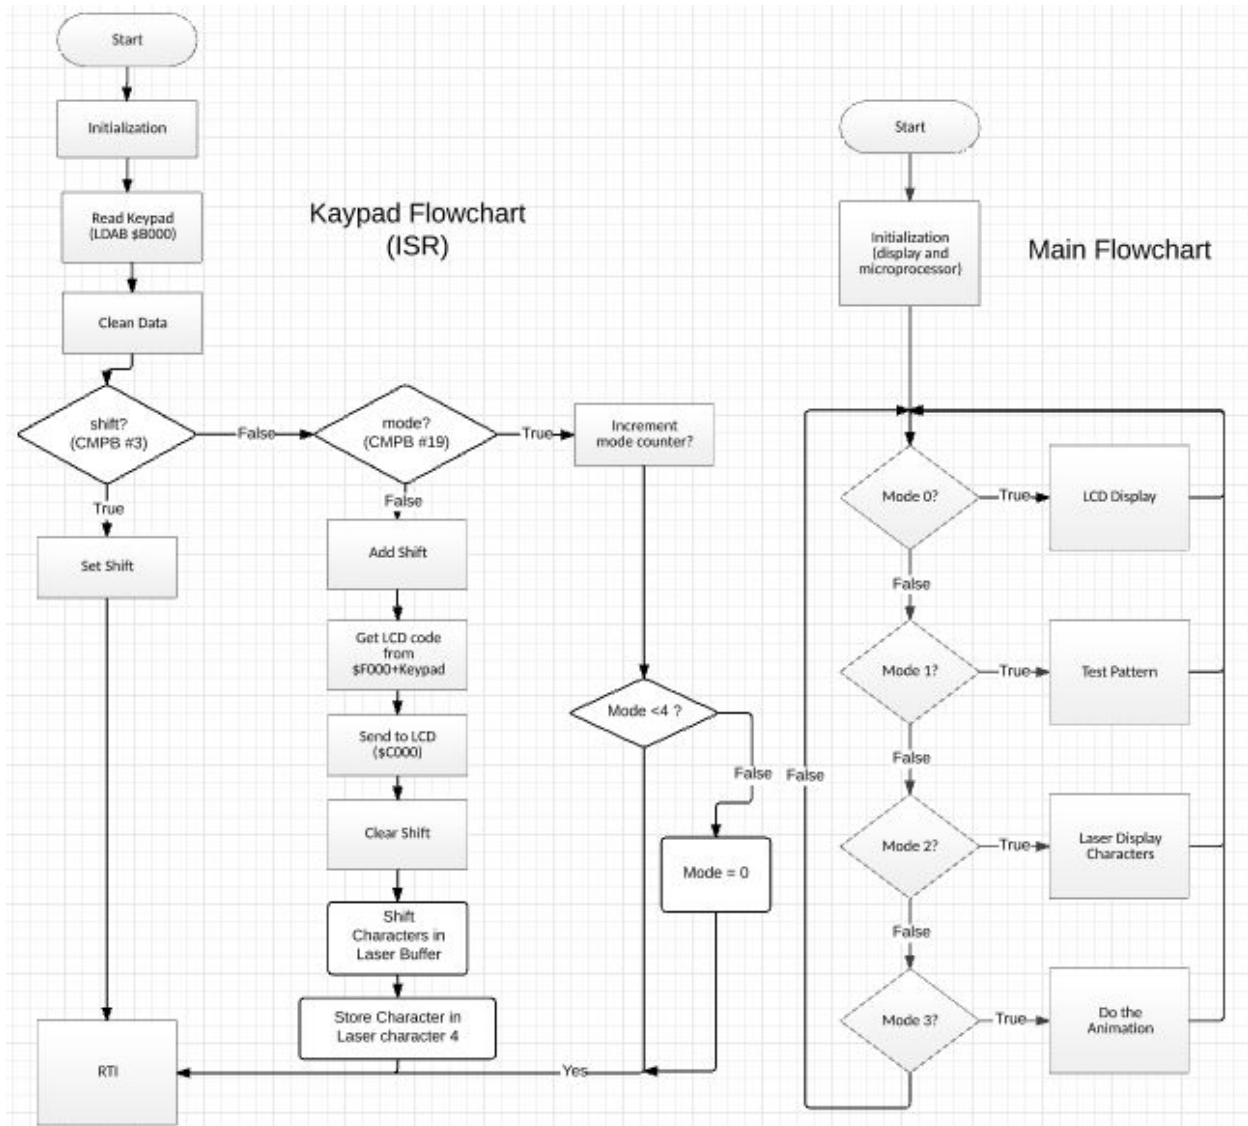 Start
Initialization
Read Keypad
(LDAB $B000)
Clean Data
shift?
(CMPB #3)
False
True
Set Shift
RTI
Kaypad Flowchart
(ISR)
mode?
(CMPB #19)
True
False
Add Shift
Get LCD code
from
$F000+Keypad
Send to LCD
($C000)
Clear Shift
Shift
Characters in
Laser Buffer
Store Character in
Laser character 4
Increment
mode counter?
Mode <4 ?
False
Mode = 0
Yes
Start
Initialization
(display and
microprocessor)
Main Flowchart
Mode 0?
True
LCD Display
False
Mode 1?
True
Test Pattern
False
Mode 2?
True
Laser Display
Characters
False
Mode 3?
True
Do the
Animation
False